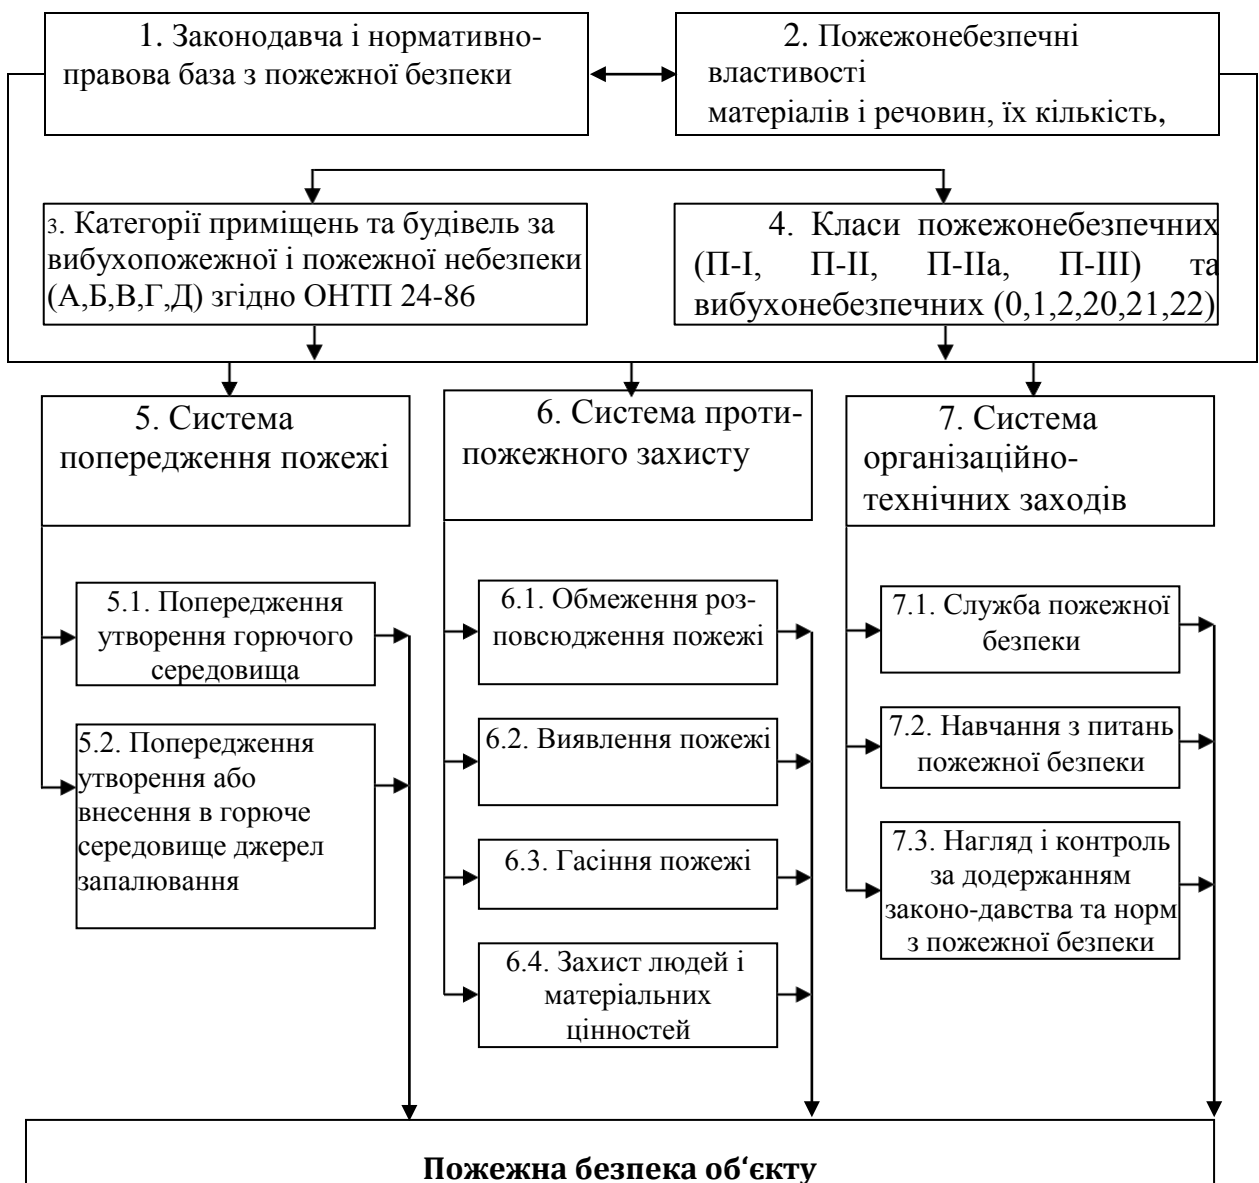 1. Законодавча і нормативно-
правова база з пожежної безпеки
2. Пожежонебезпечні
властивості
матеріалів і речовин, їх кількість,
3. Категорії приміщень та будівель за
вибухопожежної і пожежної небезпеки
(А,Б,В,Г,Д) згідно ОНТП 24-86
4. Класи пожежонебезпечних
(П-І, П-ІІ, П-ІІа, П-ІІІ) та
вибухонебезпечних (0,1,2,20,21,22)
5. Система
попередження пожежі
6. Система проти-
пожежного захисту
7. Система
організаційно-
технічних заходів
5.1. Попередження
утворення горючого
середовища
5.2. Попередження
утворення або
внесення в горюче
середовище джерел
запалювання
6.1. Обмеження роз-
повсюдження пожежі
6.2. Виявлення пожежі
6.3. Гасіння пожежі
6.4. Захист людей і
матеріальних
цінностей
7.1. Служба пожежної
безпеки
7.2. Навчання з питань
пожежної безпеки
7.3. Нагляд і контроль
за додержанням
законо-давства та норм
з пожежної безпеки
Пожежна безпека об‘єкту